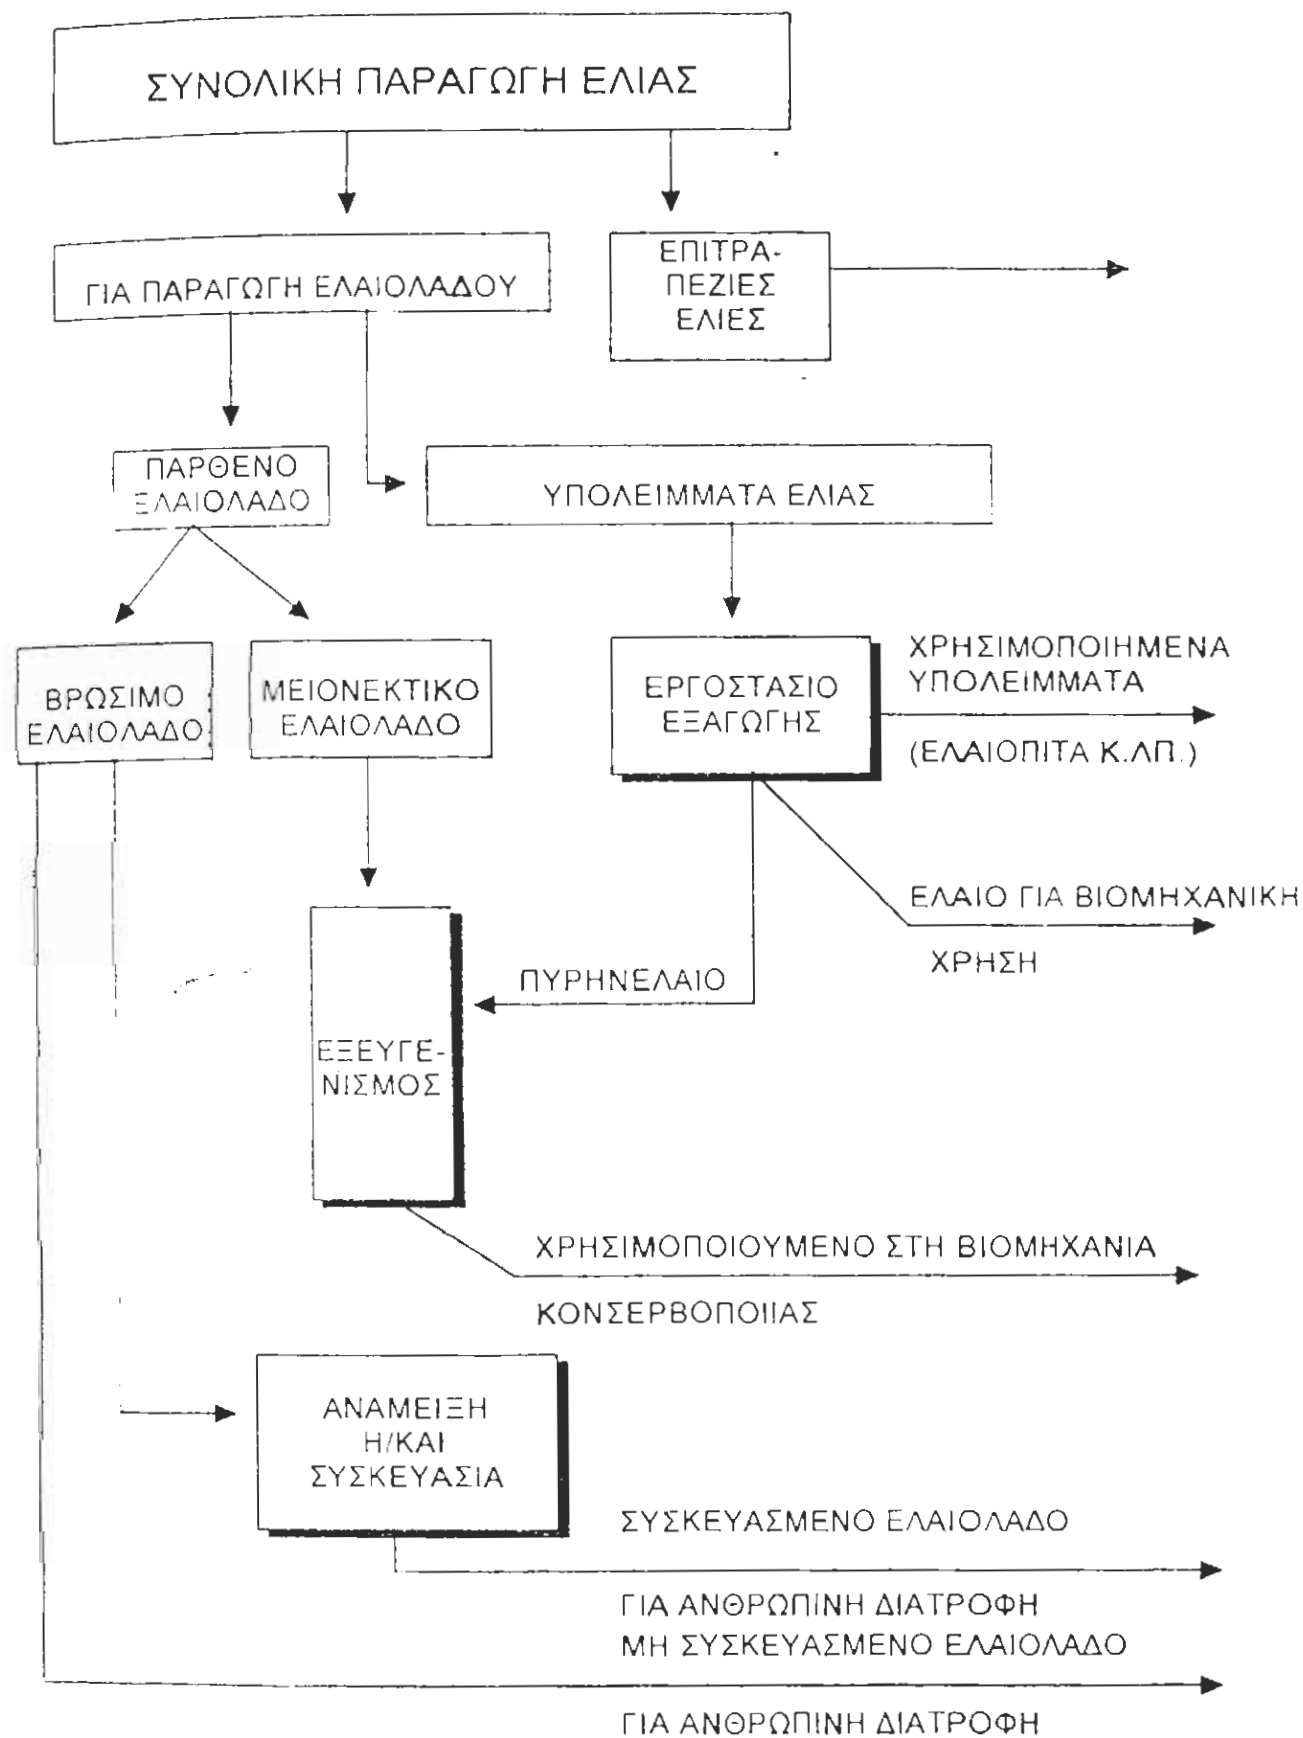 ΣΥΝΟΛΙΚΗ ΠΑΡΑΓΩΓΗ ΕΛΙΑΣ
ΓΙΑ ΠΑΡΑΓΩΓΗ ΕΛΑΙΟΛΑΔΟΥ
ΕΠΙΤΡΑ-
ΠΕΖΙΕΣ
ΕΛΙΕΣ
ΠΑΡΘΕΝΟ
ΕΛΑΙΟΛΑΔΟ
ΥΠΟΛΕΙΜΜΑΤΑ ΕΛΙΑΣ
ΒΡΩΣΙΜΟ
ΕΛΑΙΟΛΑΔΟ
ΜΕΙΟΝΕΚΤΙΚΟ
ΕΛΑΙΟΛΑΔΟ
ΕΡΓΟΣΤΑΣΙΟ
ΕΞΑΓΩΓΗΣ
ΧΡΗΣΙΜΟΠΟΙΗΜΕΝΑ
ΥΠΟΛΕΙΜΜΑΤΑ
(ΕΛΑΙΟΠΙΤΑ Κ.ΛΠ.)
ΕΛΑΙΟ ΓΙΑ ΒΙΟΜΗΧΑΝΙΚΗ
ΧΡΗΣΗ
ΠΥΡΗΝΕΛΑΙΟ
ΕΞΕΥΓΕ-
ΝΙΣΜΟΣ
ΧΡΗΣΙΜΟΠΟΙΟΥΜΕΝΟ ΣΤΗ ΒΙΟΜΗΧΑΝΙΑ
ΚΟΝΣΕΡΒΟΠΟΙΙΑΣ
ΑΝΑΜΕΙΞΗ
Η/ΚΑΙ
ΣΥΣΚΕΥΑΣΙΑ
ΣΥΣΚΕΥΑΣΜΕΝΟ ΕΛΑΙΟΛΑΔΟ
ΓΙΑ ΑΝΘΡΩΠΙΝΗ ΔΙΑΤΡΟΦΗ
ΜΗ ΣΥΣΚΕΥΑΣΜΕΝΟ ΕΛΑΙΟΛΑΔΟ
ΓΙΑ ΑΝΘΡΩΠΙΝΗ ΔΙΑΤΡΟΦΗ